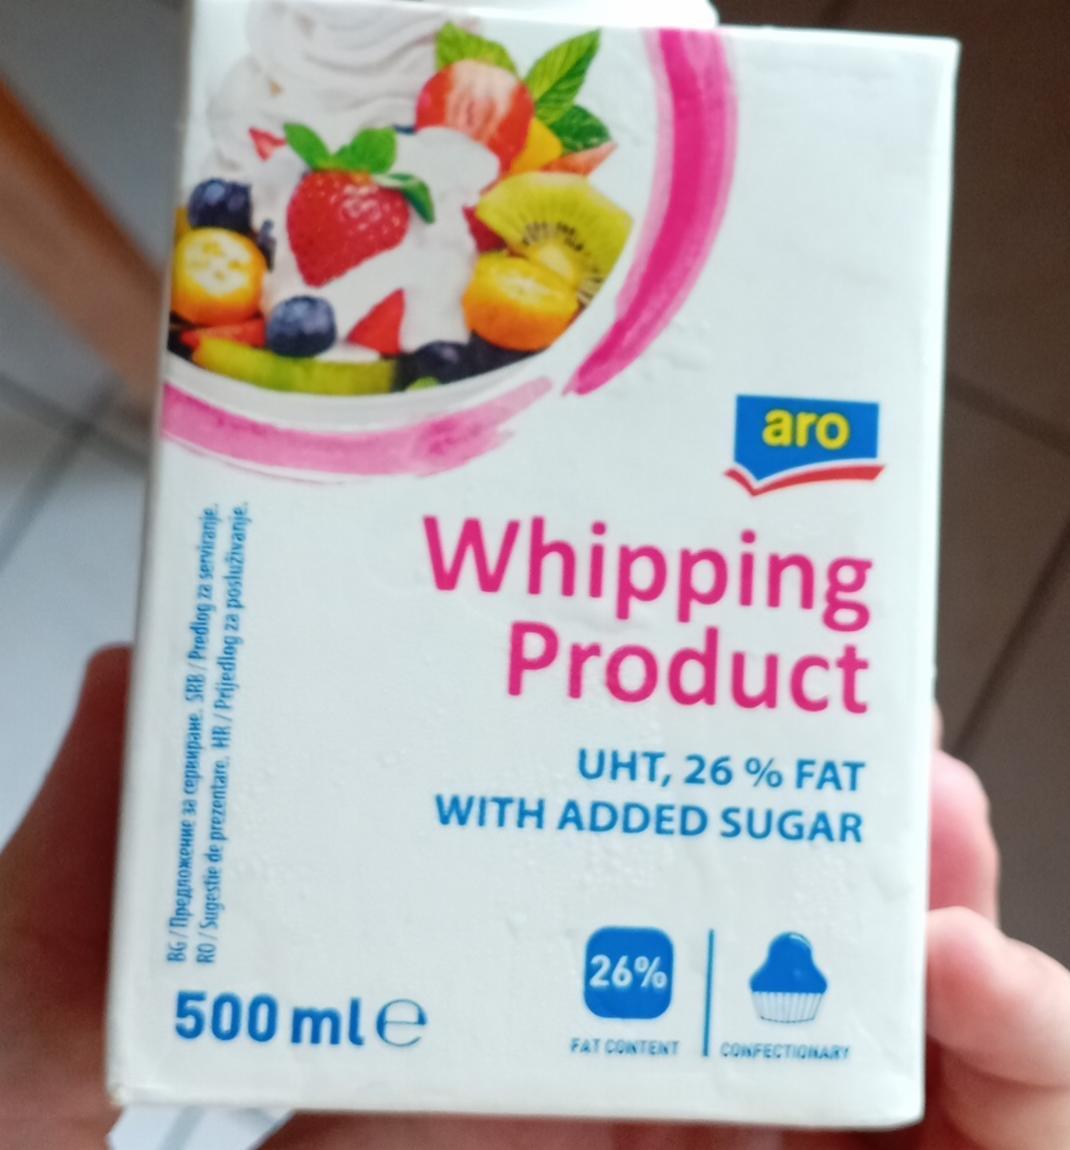 aro
Whipping
Product
UHT, 26 % FAT
WITH ADDED SUGAR
BG / Предложение за сервиране. SRB / Predlog za serviranje.
RO / Sugestie de prezentare. HR / Prijedlog za posluživanje.
500 ml e
26%
FAT CONTENT
CONFECTIONARY